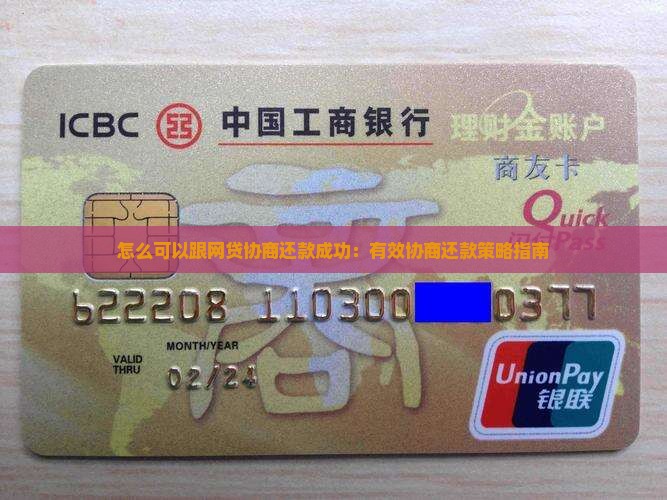 ICBC 中国工商银行 理财金账户
商友卡
Quick
Pass
怎么可以跟网贷协商还款成功：有效协商还款策略指南
622208 110300 0377
商
MONTH/YEAR
VALID
THRU
02/24
UnionPay
银联